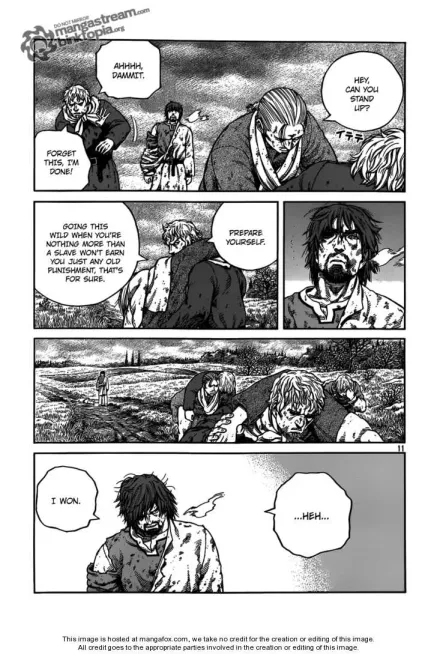 DO NOT MIRROR
mangastream.com
binktopia.org
AHHHH,
DAMMIT.
HEY,
CAN YOU
STAND
UP?
イテテ
FORGET
THIS, I'M
DONE!
GOING THIS
WILD WHEN YOU'RE
NOTHING MORE THAN
A SLAVE WON'T EARN
YOU JUST ANY OLD
PUNISHMENT, THAT'S
FOR SURE.
PREPARE
YOURSELF.
11
I WON.
...HEH...
This image is hosted at mangafox.com, we take no credit for the creation or editing of this image.
All credit goes to the appropriate parties involved in the creation or editing of this image.